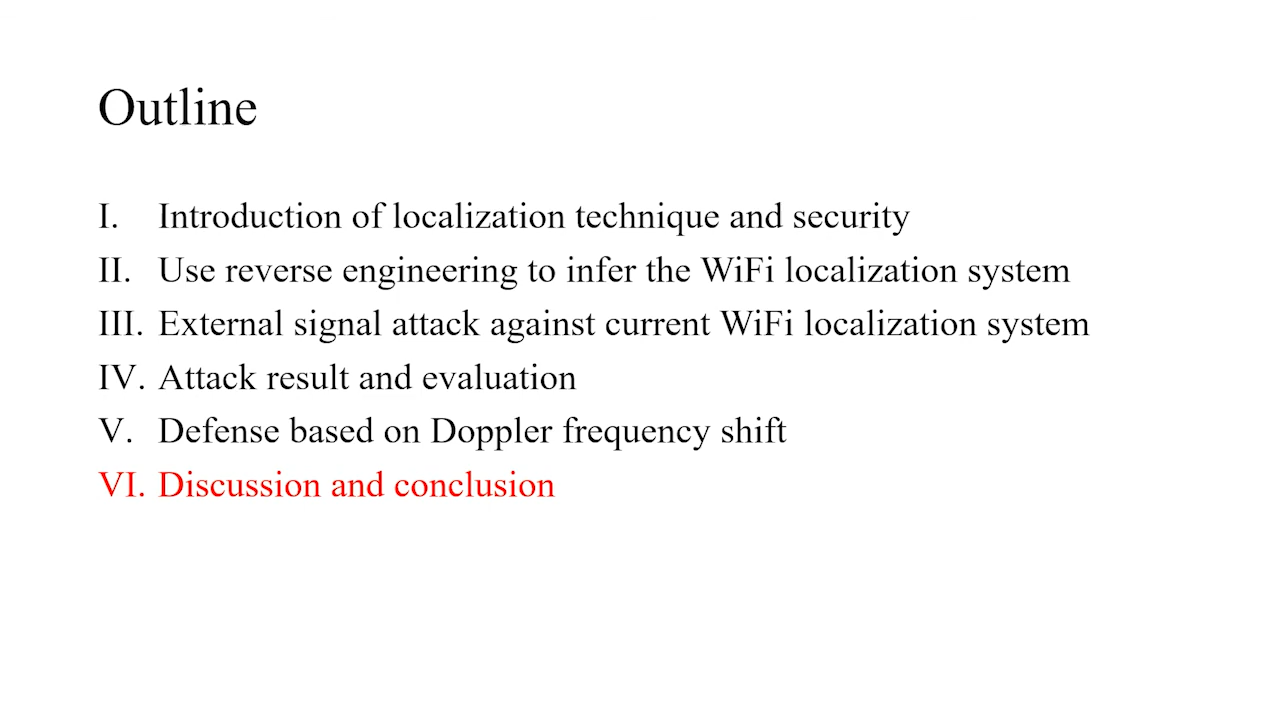 Outline
I. Introduction of localization technique and security
II. Use reverse engineering to infer the WiFi localization system
III. External signal attack against current WiFi localization system
IV. Attack result and evaluation
V. Defense based on Doppler frequency shift
VI. Discussion and conclusion